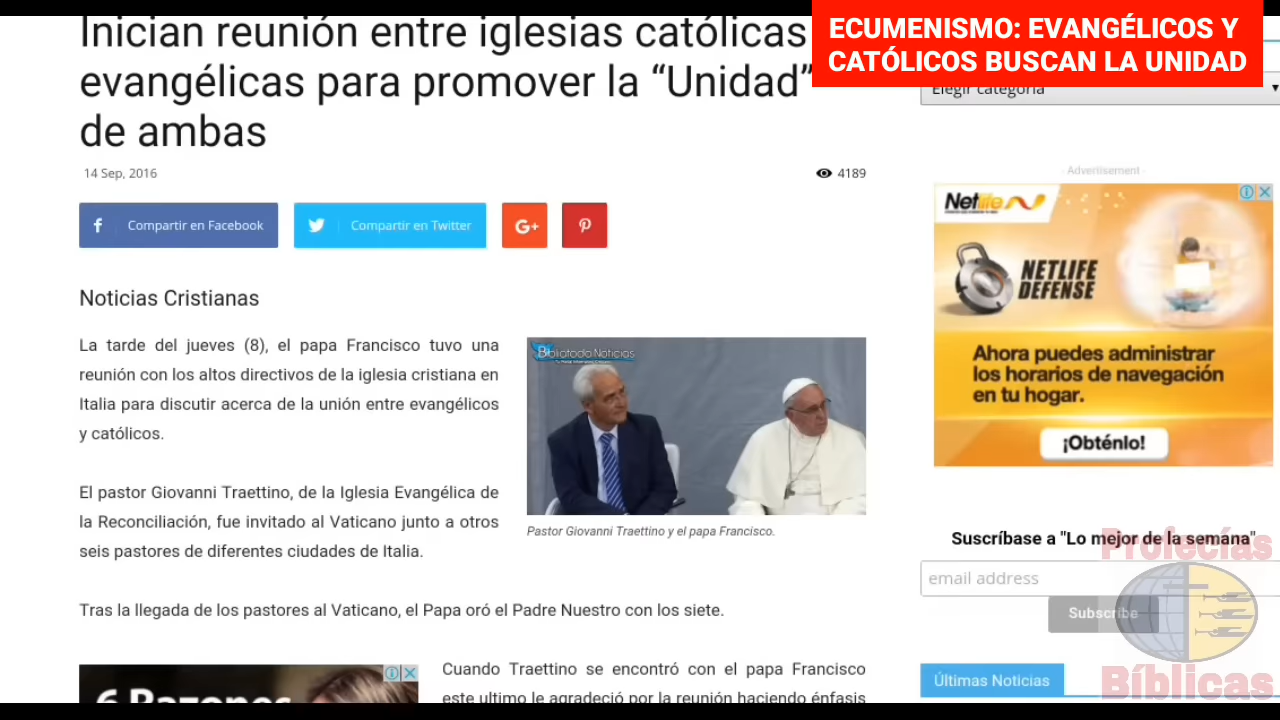 Inician reunión entre iglesias católicas
evangélicas para promover la “Unidad”
de ambas
ECUMENISMO: EVANGÉLICOS Y
CATÓLICOS BUSCAN LA UNIDAD
Elegir categoría
14 Sep, 2016
4189
Compartir en Facebook
Compartir en Twitter
G+
Noticias Cristianas
La tarde del jueves (8), el papa Francisco tuvo una
reunión con los altos directivos de la iglesia cristiana en
Italia para discutir acerca de la unión entre evangélicos
y católicos.
El pastor Giovanni Traettino, de la Iglesia Evangélica de
la Reconciliación, fue invitado al Vaticano junto a otros
seis pastores de diferentes ciudades de Italia.
Bibliatodo Noticias
Pastor Giovanni Traettino y el papa Francisco.
Tras la llegada de los pastores al Vaticano, el Papa oró el Padre Nuestro con los siete.
Cuando Traettino se encontró con el papa Francisco
este ultimo le agradeció por la reunión haciendo énfasis
6 Razones
- Advertisement -
Netlife
NETLIFE
DEFENSE
Ahora puedes administrar
los horarios de navegación
en tu hogar.
¡Obténlo!
Suscríbase a "Lo mejor de la semana"
email address
Subscribe
Últimas Noticias
Profecías
Bíblicas